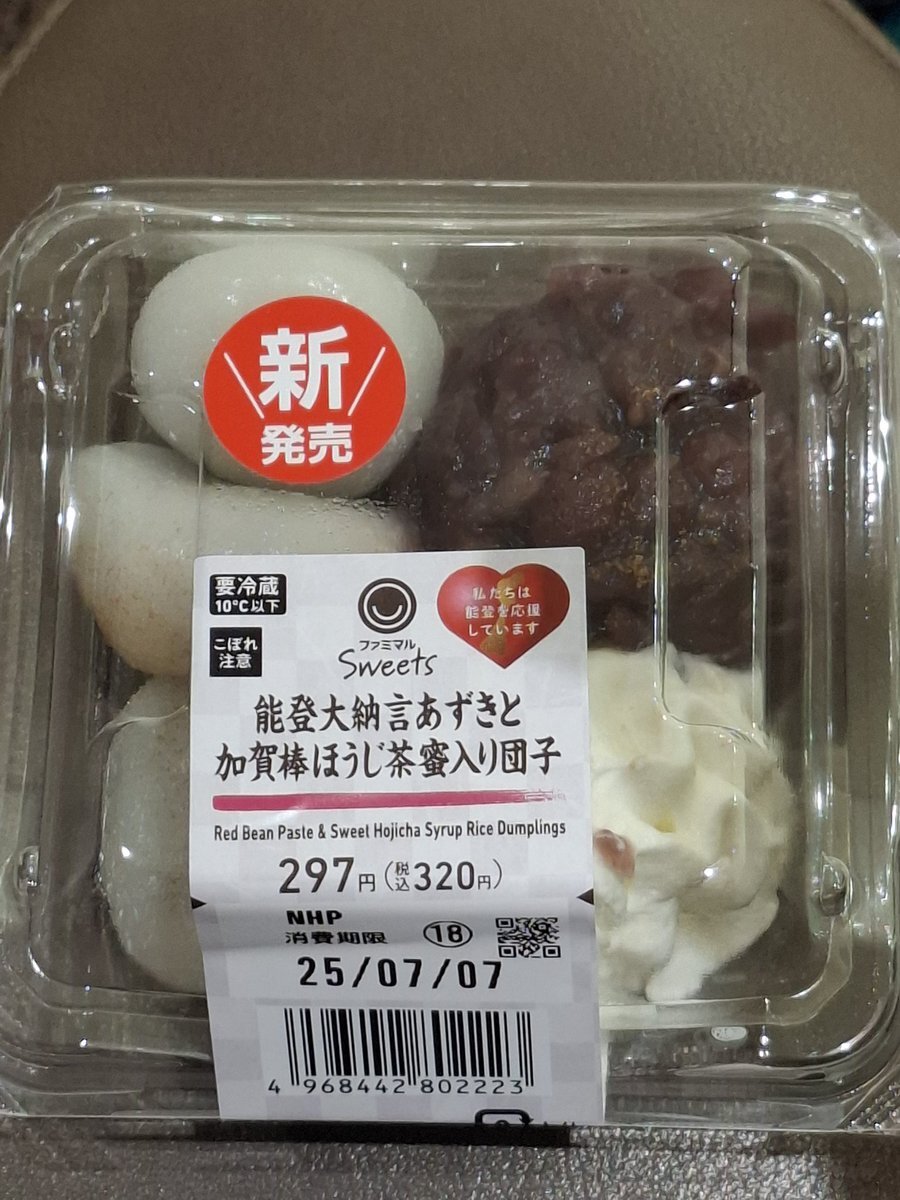 新
発売
要冷蔵
10℃以下
こぼれ
注意
ファミマル
Sweets
私たちは
能登を応援
しています
能登大納言あずきと
加賀棒ほうじ茶蜜入り団子
Red Bean Paste & Sweet Hojicha Syrup Rice Dumplings
297円(税込320円)
NHP
消費期限 ⑱
25/07/07
4 968442 802223